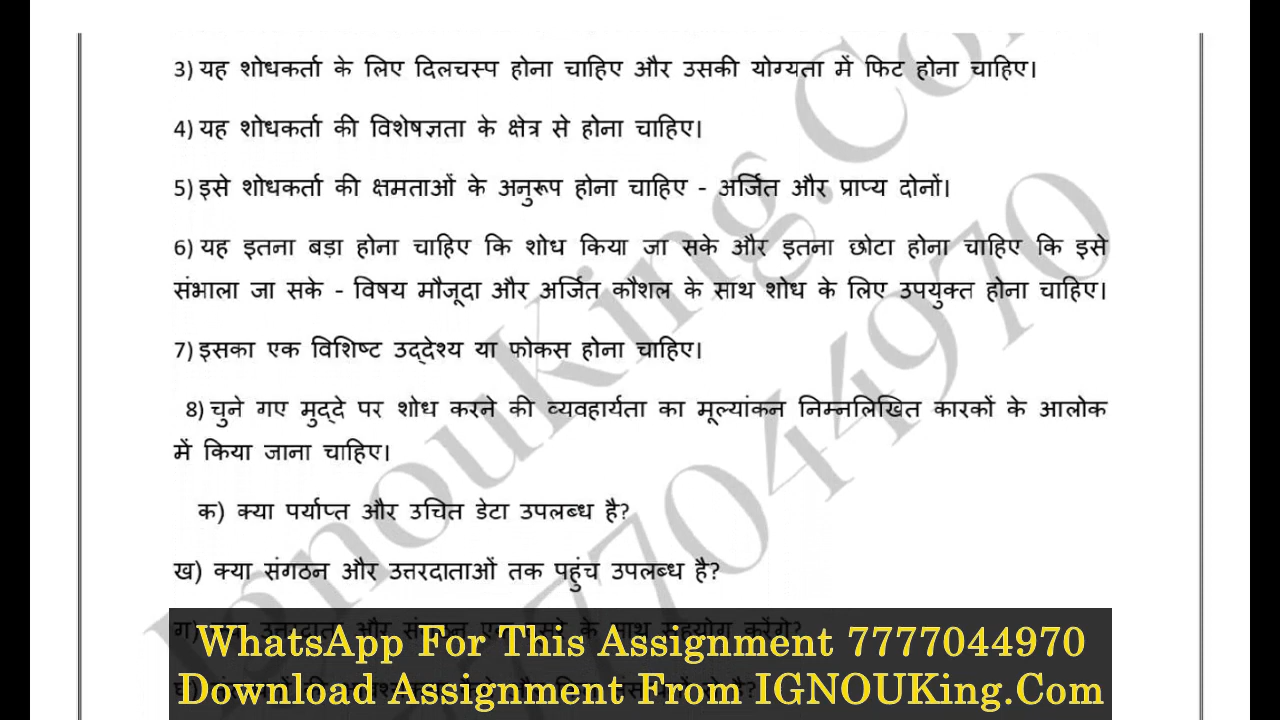 3) यह शोधकर्ता के लिए दिलचस्प होना चाहिए और उसकी योग्यता में फिट होना चाहिए।
4) यह शोधकर्ता की विशेषज्ञता के क्षेत्र से होना चाहिए।
5) इसे शोधकर्ता की क्षमताओं के अनुरूप होना चाहिए - अर्जित और प्राप्य दोनों।
6) यह इतना बड़ा होना चाहिए कि शोध किया जा सके और इतना छोटा होना चाहिए कि इसे
संभाला जा सके - विषय मौजूदा और अर्जित कौशल के साथ शोध के लिए उपयुक्त होना चाहिए।
7) इसका एक विशिष्ट उद्देश्य या फोकस होना चाहिए।
8) चुने गए मुद्दे पर शोध करने की व्यवहार्यता का मूल्यांकन निम्नलिखित कारकों के आलोक
में किया जाना चाहिए।
क) क्या पर्याप्त और उचित डेटा उपलब्ध है?
ख) क्या संगठन और उत्तरदाताओं तक पहुंच उपलब्ध है?
IgnouKing.Com
7777044970
WhatsApp For This Assignment 7777044970
Download Assignment From IGNOUKing.Com